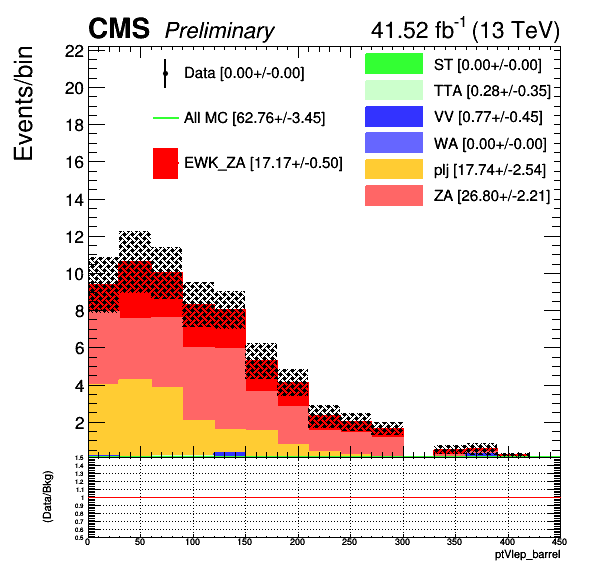 CMS Preliminary 41.52 fb-1 (13 TeV)
Events/bin
22
20
18
16
14
12
10
8
6
4
2
Data [0.00+/-0.00]
All MC [62.76+/-3.45]
EWK_ZA [17.17+/-0.50]
ST [0.00+/-0.00]
TTA [0.28+/-0.35]
VV [0.77+/-0.45]
WA [0.00+/-0.00]
plj [17.74+/-2.54]
ZA [26.80+/-2.21]
(Data/Bkg)
1.5
1.4
1.3
1.2
1.1
1
0.9
0.8
0.7
0.6
0.5
0 50 100 150 200 250 300 350 400 450
ptVlep_barrel